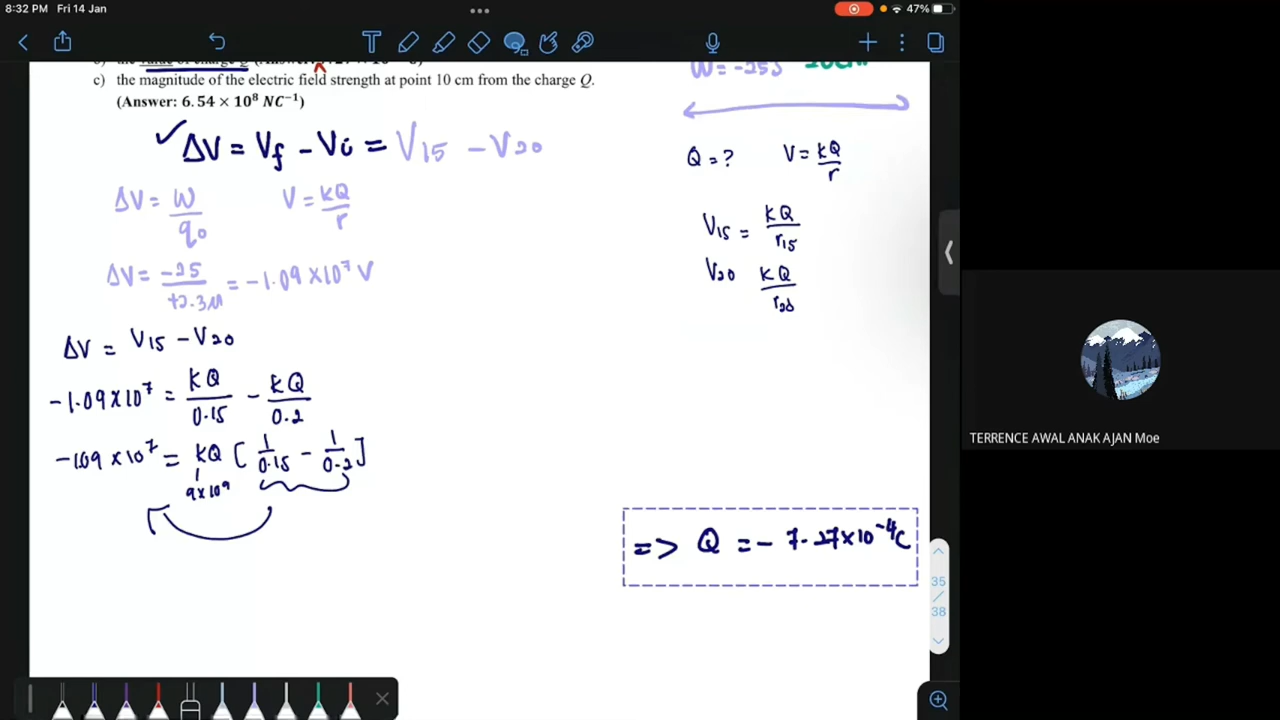 8:32 PM Fri 14 Jan
47%
c) the magnitude of the electric field strength at point 10 cm from the charge Q.
(Answer: 6.54 × 10⁸ NC⁻¹)
✓ ΔV = Vf - Vi = V15 - V20
ΔV = W/q0 V = kQ/r
ΔV = -25/+2.3μ = -1.09×10⁷ V
ΔV = V15 - V20
-1.09×10⁷ = kQ/0.15 - kQ/0.2
-1.09×10⁷ = kQ [1/0.15 - 1/0.2]
9×10⁹
W = -25J
Q = ? V = kQ/r
V15 = kQ/r15
V20 kQ/r20
=> Q = - 7.27×10⁻⁴C
35
/
38
TERRENCE AWAL ANAK AJAN Moe